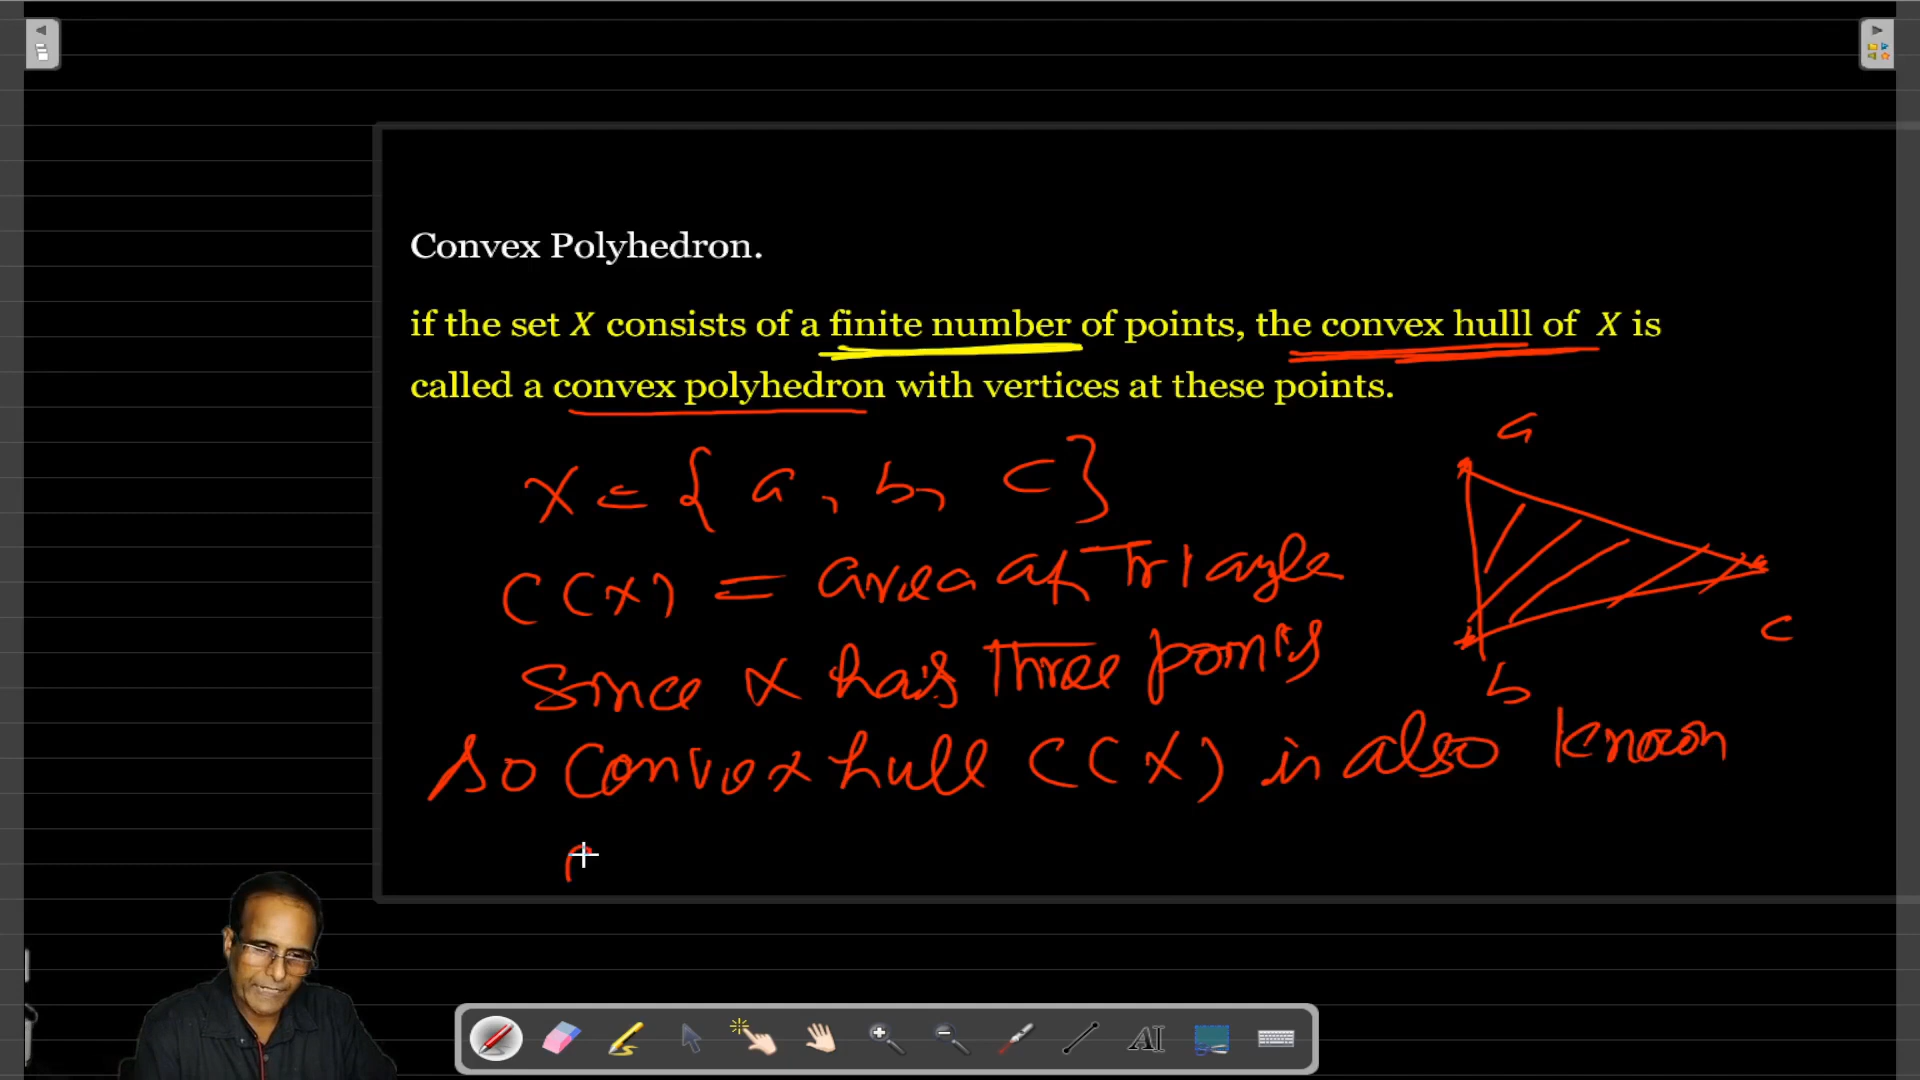 Convex Polyhedron.
if the set X consists of a finite number of points, the convex hulll of X is
called a convex polyhedron with vertices at these points.
a
X = { a, b, c }
C(X) = area of Triangle
c
since X has Three points
b
so Convex hull C(X) is also known
AI